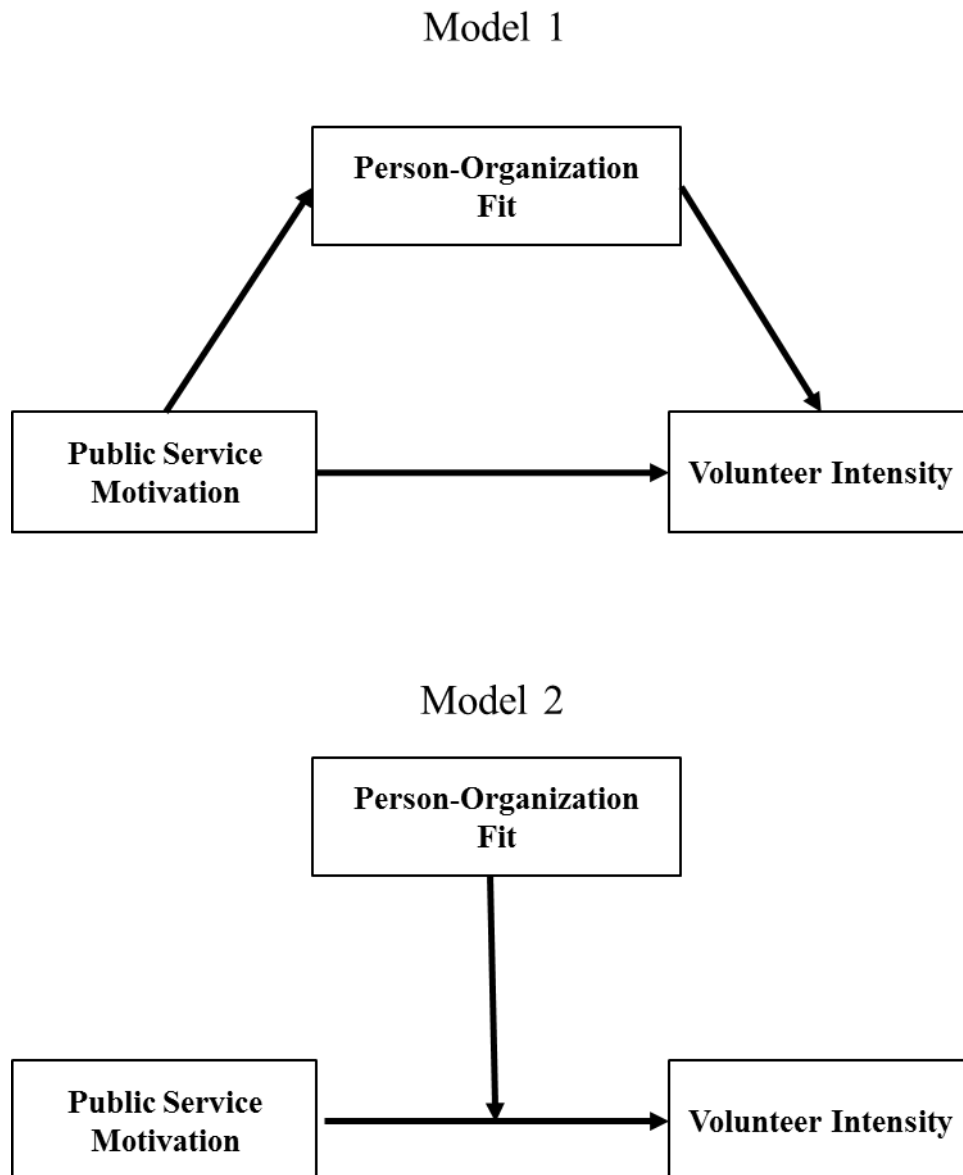 Model 1
Person-Organization
Fit
Public Service
Motivation
Volunteer Intensity
Model 2
Person-Organization
Fit
Public Service
Motivation
Volunteer Intensity